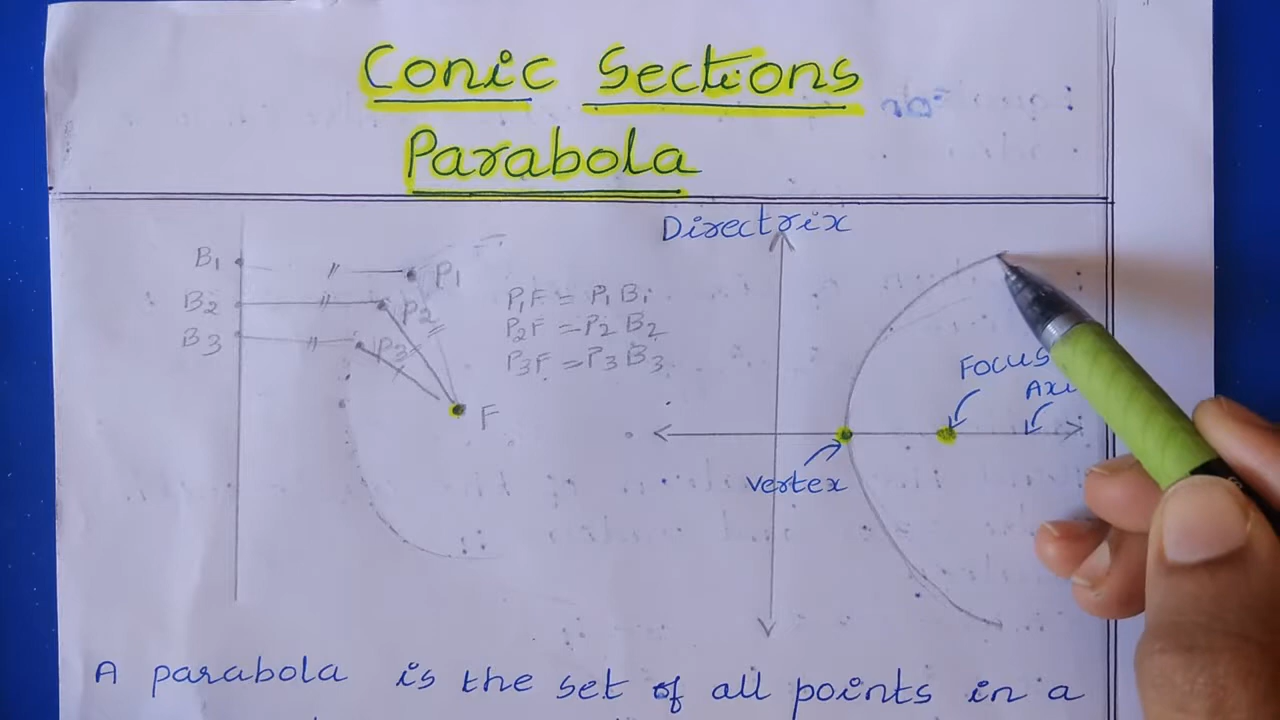 Conic Sections
Parabola
Directrix
B1
P1
B2
P2
B3
P3
P1F = P1B1
P2F = P2B2
P3F = P3B3
F
Focus
Vertex
A parabola is the set of all points in a